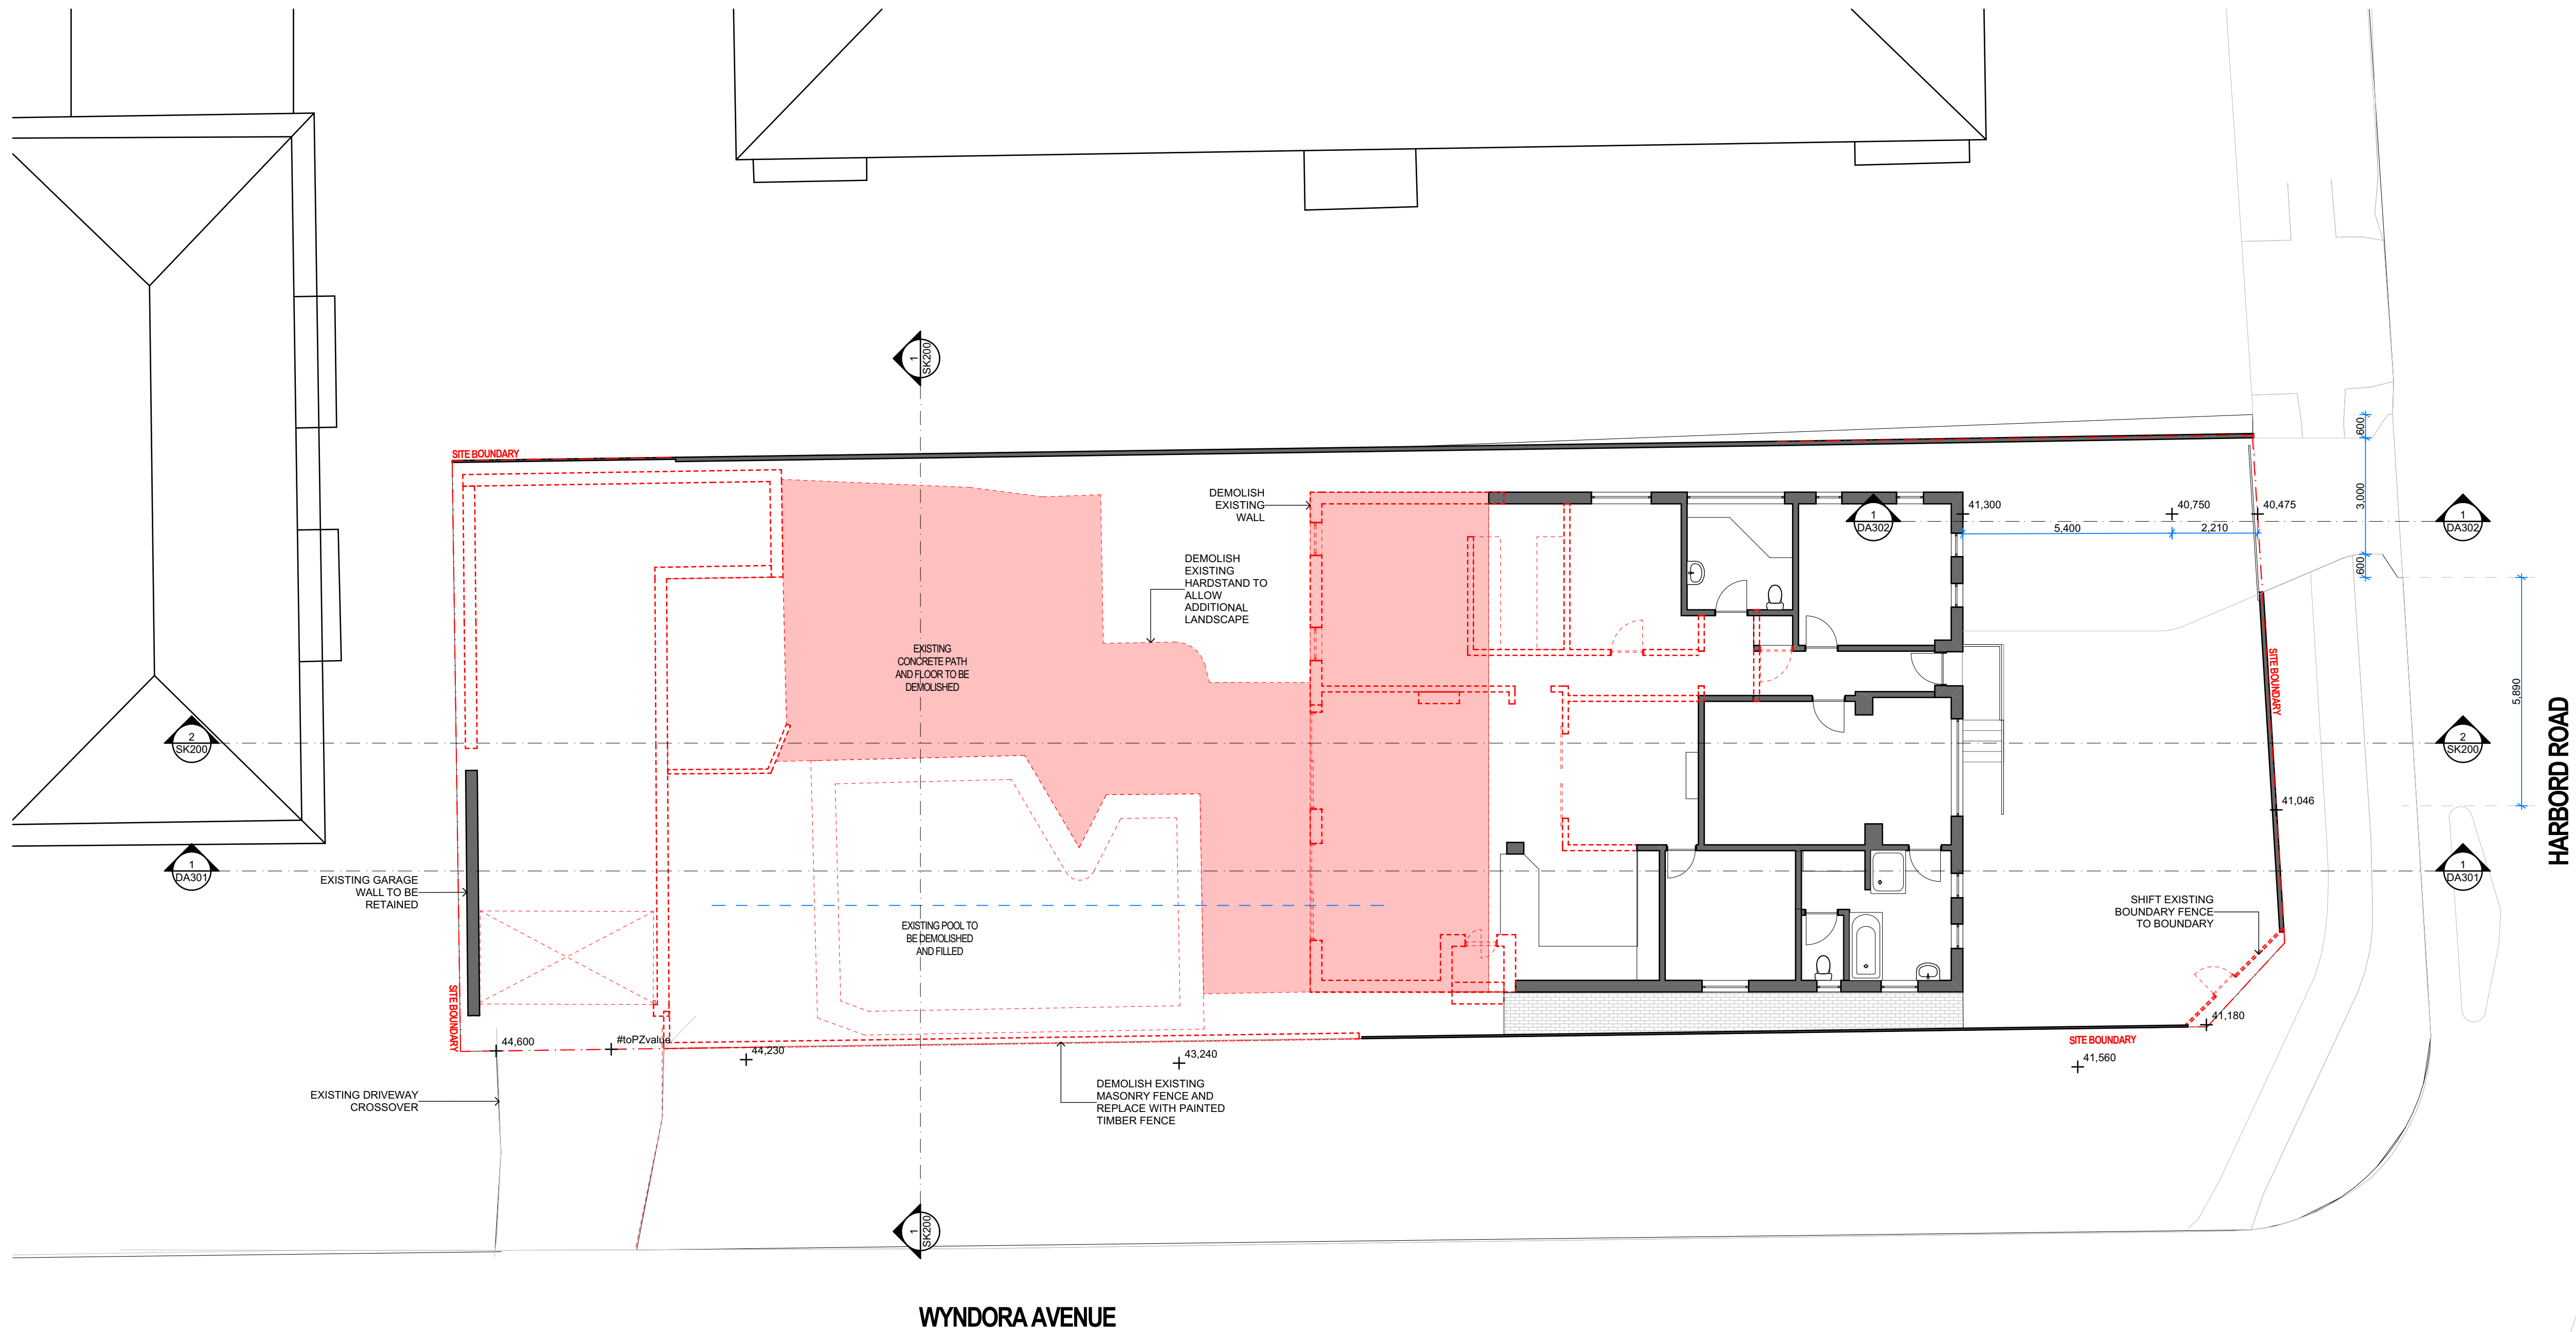 1
SK200
SITE BOUNDARY
DEMOLISH
EXISTING
WALL
DEMOLISH
EXISTING
HARDSTAND TO
ALLOW
ADDITIONAL
LANDSCAPE
1
DA302
41,300
40,750
40,475
5,400
2,210
600
3,000
600
1
DA302
EXISTING
CONCRETE PATH
AND FLOOR TO BE
DEMOLISHED
SITE BOUNDARY
5,890
2
SK200
2
SK200
HARBORD ROAD
41,046
1
DA301
1
DA301
EXISTING GARAGE
WALL TO BE
RETAINED
EXISTING POOL TO
BE DEMOLISHED
AND FILLED
SHIFT EXISTING
BOUNDARY FENCE
TO BOUNDARY
SITE BOUNDARY
44,600
#toPZvalue
44,230
43,240
41,180
SITE BOUNDARY
41,560
EXISTING DRIVEWAY
CROSSOVER
DEMOLISH EXISTING
MASONRY FENCE AND
REPLACE WITH PAINTED
TIMBER FENCE
1
SK200
WYNDORA AVENUE